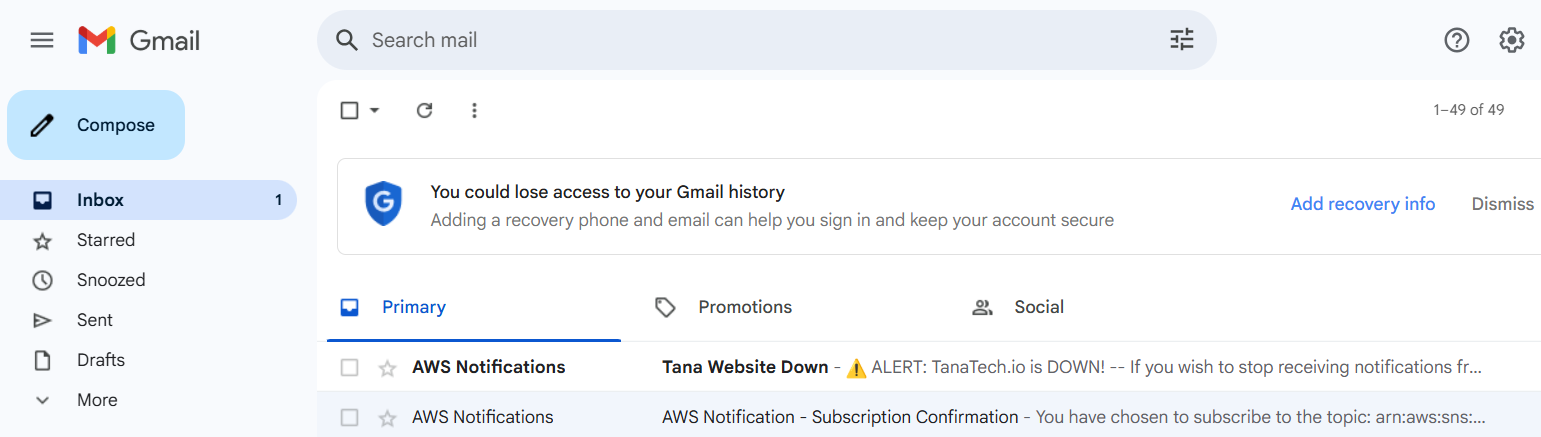 Gmail
Search mail
Compose
1–49 of 49
You could lose access to your Gmail history
Adding a recovery phone and email can help you sign in and keep your account secure
Add recovery info
Dismiss
Inbox 1
Starred
Snoozed
Sent
Drafts
More
Primary
Promotions
Social
AWS Notifications Tana Website Down - ⚠️ ALERT: TanaTech.io is DOWN! -- If you wish to stop receiving notifications fr...
AWS Notifications AWS Notification - Subscription Confirmation - You have chosen to subscribe to the topic: arn:aws:sns:...